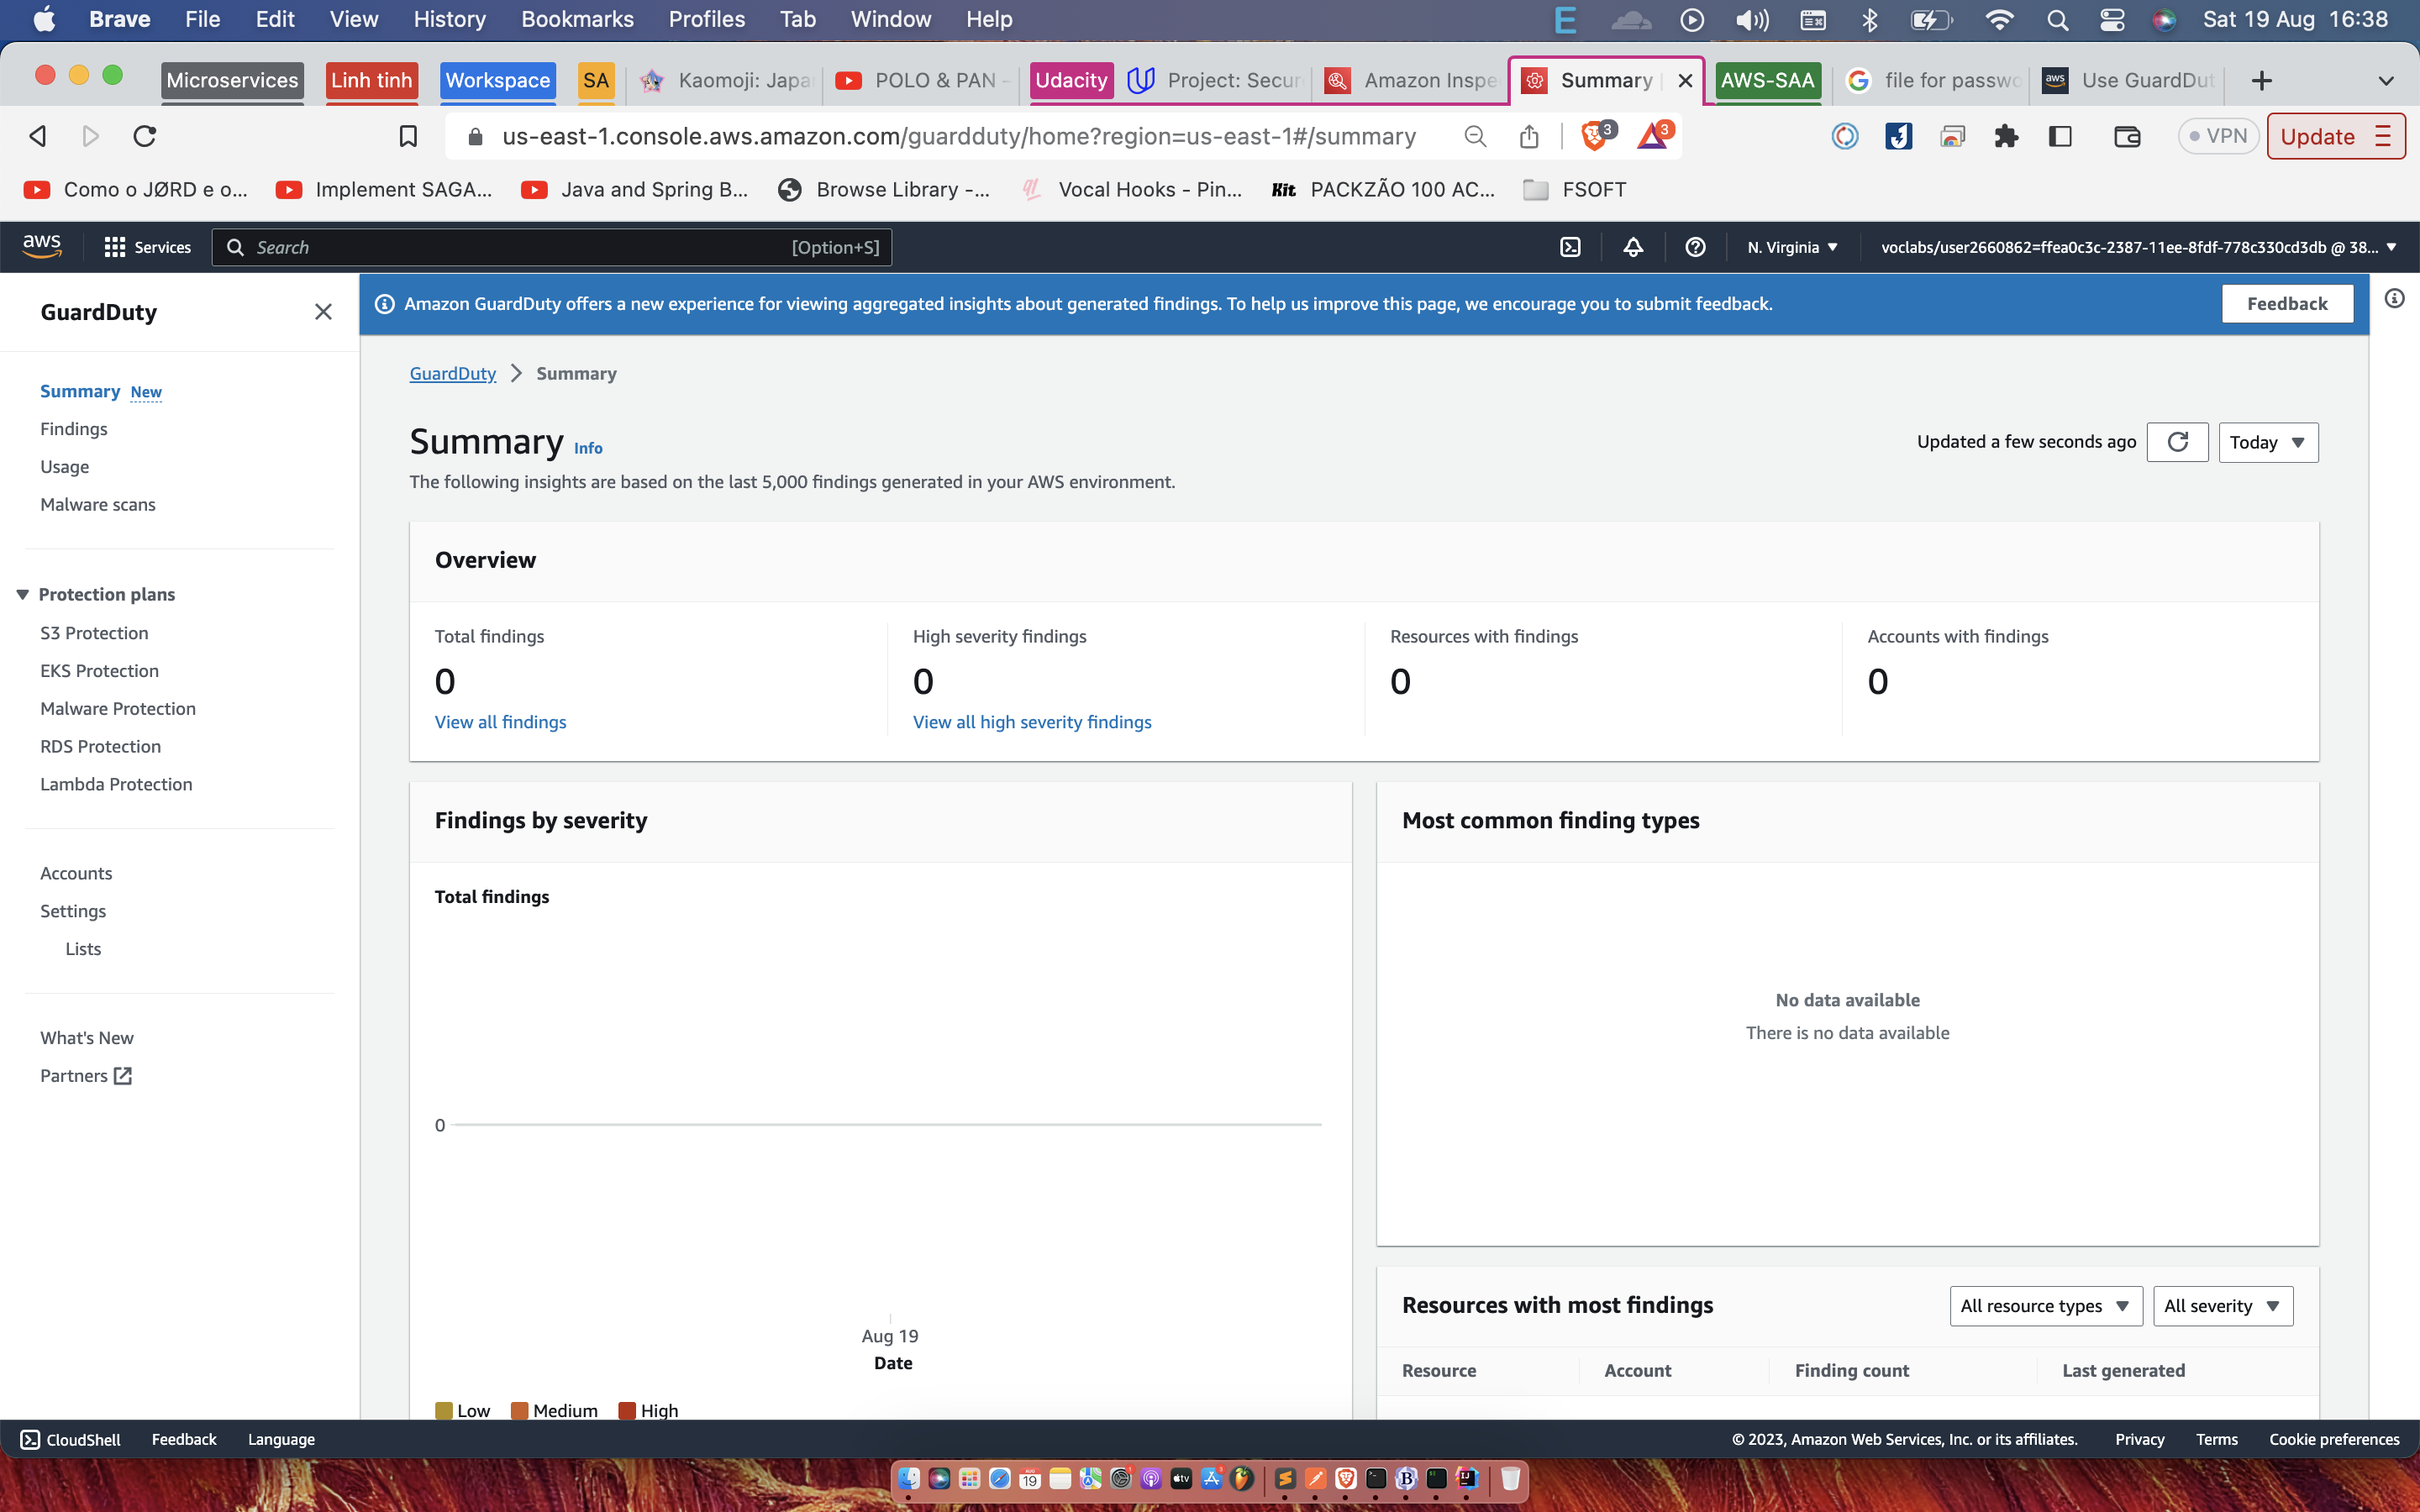 Brave File Edit View History Bookmarks Profiles Tab Window Help Sat 19 Aug 16:38
Microservices Linh tinh Workspace SA Kaomoji: Japa POLO & PAN - Udacity Project: Secur Amazon Inspe Summary AWS-SAA file for passwo Use GuardDut
us-east-1.console.aws.amazon.com/guardduty/home?region=us-east-1#/summary 3 3 VPN Update
Como o JØRD e o... Implement SAGA... Java and Spring B... Browse Library -... Vocal Hooks - Pin... Kit PACKZÃO 100 AC... FSOFT
aws Services Search [Option+S] N. Virginia voclabs/user2660862=ffea0c3c-2387-11ee-8fdf-778c330cd3db @ 38...
GuardDuty
Summary New
Findings
Usage
Malware scans
Protection plans
S3 Protection
EKS Protection
Malware Protection
RDS Protection
Lambda Protection
Accounts
Settings
Lists
What's New
Partners
Amazon GuardDuty offers a new experience for viewing aggregated insights about generated findings. To help us improve this page, we encourage you to submit feedback. Feedback
GuardDuty Summary
Summary Info Updated a few seconds ago Today
The following insights are based on the last 5,000 findings generated in your AWS environment.
Overview
Total findings High severity findings Resources with findings Accounts with findings
0 0 0 0
View all findings View all high severity findings
Findings by severity
Total findings
0
Aug 19
Date
Low Medium High
Most common finding types
No data available
There is no data available
Resources with most findings All resource types All severity
Resource Account Finding count Last generated
CloudShell Feedback Language © 2023, Amazon Web Services, Inc. or its affiliates. Privacy Terms Cookie preferences